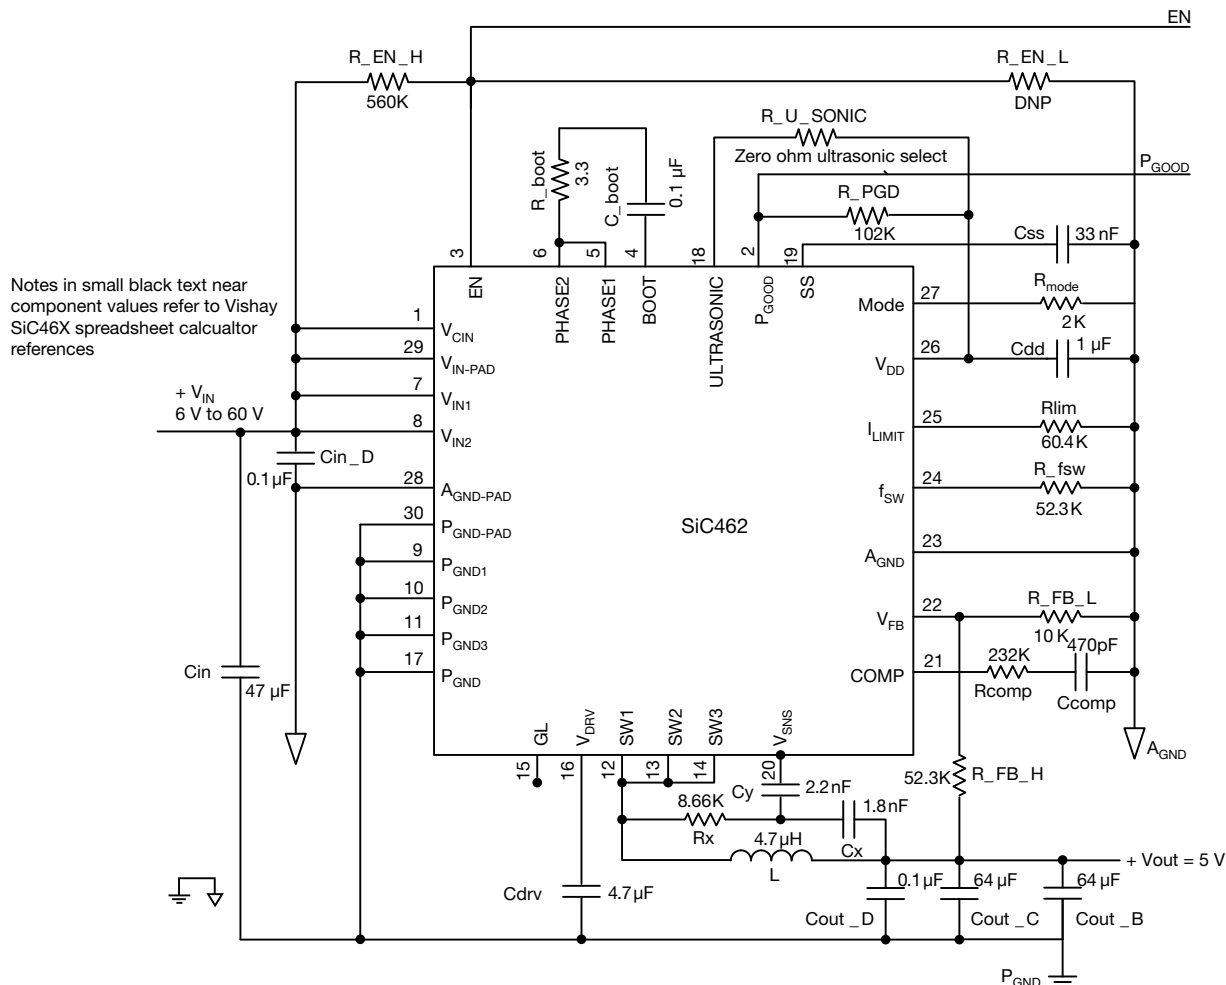 EN
R_EN_H
560K
R_EN_L
DNP
R_U_SONIC
Zero ohm ultrasonic select
PGOOD
R_boot
3.3
C_boot
0.1 µF
R_PGD
102K
Css
33 nF
3
6
5
4
18
2
19
EN
PHASE2
PHASE1
BOOT
ULTRASONIC
PGOOD
SS
Notes in small black text near
component values refer to Vishay
SiC46X spreadsheet calcualtor
references
1
VCIN
29
VIN-PAD
7
VIN1
8
VIN2
+ VIN
6 V to 60 V
Cin_D
0.1 µF
28
AGND-PAD
30
PGND-PAD
9
PGND1
10
PGND2
11
PGND3
17
PGND
Cin
47 µF
SiC462
Mode
27
Rmode
2K
VDD
26
Cdd
1 µF
ILIMIT
25
Rlim
60.4K
fSW
24
R_fsw
52.3K
AGND
23
VFB
22
R_FB_L
10K
COMP
21
232K
Rcomp
470pF
Ccomp
AGND
GL
VDRV
SW1
SW2
SW3
VSNS
15
16
12
13
14
20
Cy
2.2nF
52.3K
R_FB_H
8.66K
Rx
1.8nF
Cx
4.7µH
L
+ Vout = 5 V
Cdrv
4.7µF
0.1µF
Cout_D
64µF
Cout_C
64µF
Cout_B
PGND